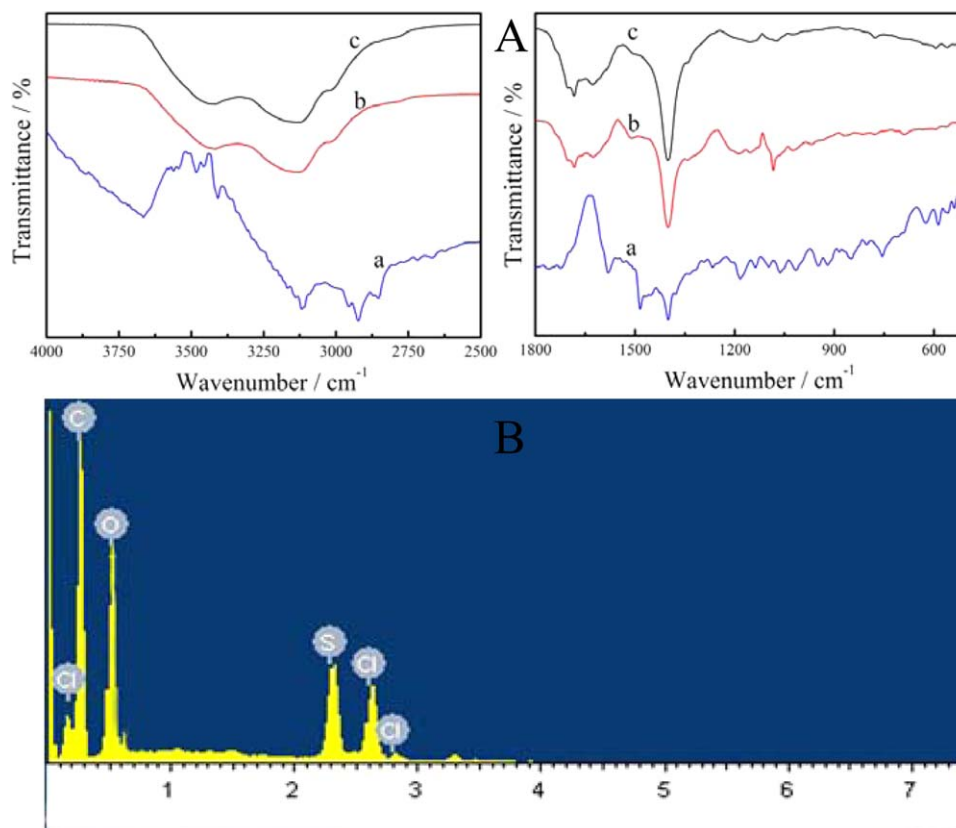 A
c
b
a
Transmittance / %
4000 3750 3500 3250 3000 2750 2500
Wavenumber / cm-1
c
b
a
Transmittance / %
1800 1500 1200 900 600
Wavenumber / cm-1
B
C
O
Cl
S
Cl
Cl
1 2 3 4 5 6 7